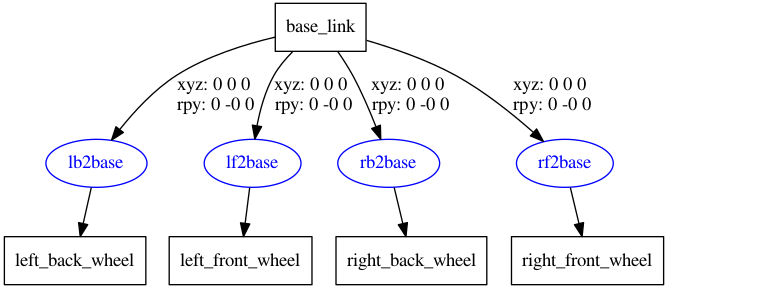 base_link
xyz: 0 0 0
rpy: 0 -0 0
xyz: 0 0 0
rpy: 0 -0 0
xyz: 0 0 0
rpy: 0 -0 0
xyz: 0 0 0
rpy: 0 -0 0
lb2base
lf2base
rb2base
rf2base
left_back_wheel
left_front_wheel
right_back_wheel
right_front_wheel